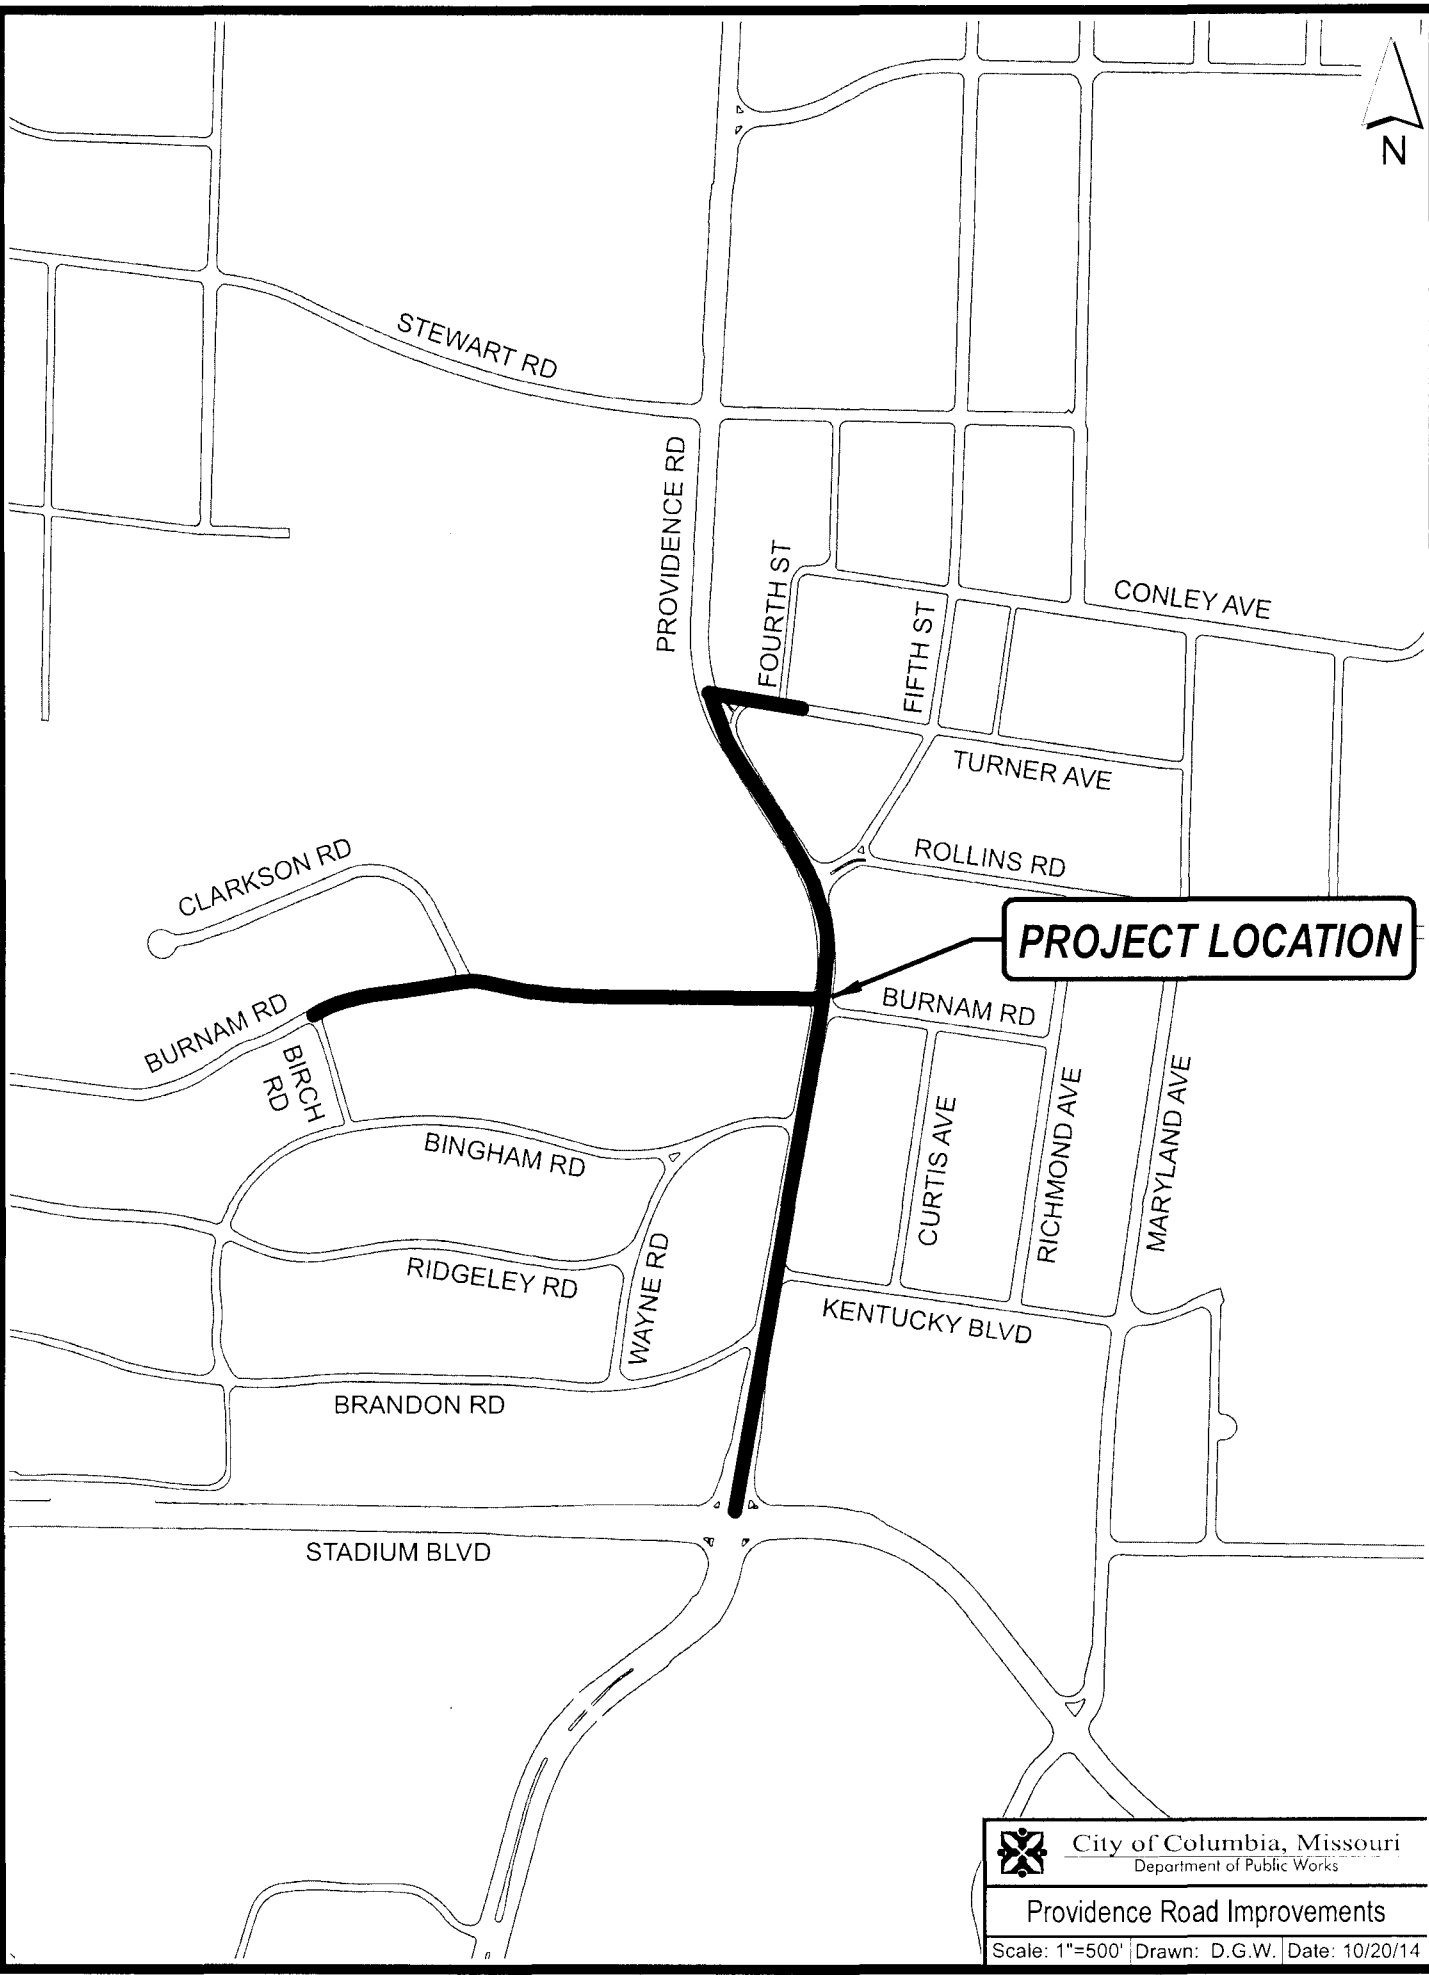 N
STEWART RD
PROVIDENCE RD
FOURTH ST
FIFTH ST
CONLEY AVE
TURNER AVE
ROLLINS RD
CLARKSON RD
PROJECT LOCATION
BURNAM RD
BURNAM RD
BIRCH
RD
BINGHAM RD
CURTIS AVE
RICHMOND AVE
MARYLAND AVE
RIDGELEY RD
WAYNE RD
KENTUCKY BLVD
BRANDON RD
STADIUM BLVD
City of Columbia, Missouri
Department of Public Works
Providence Road Improvements
Scale: 1"=500' Drawn: D.G.W. Date: 10/20/14